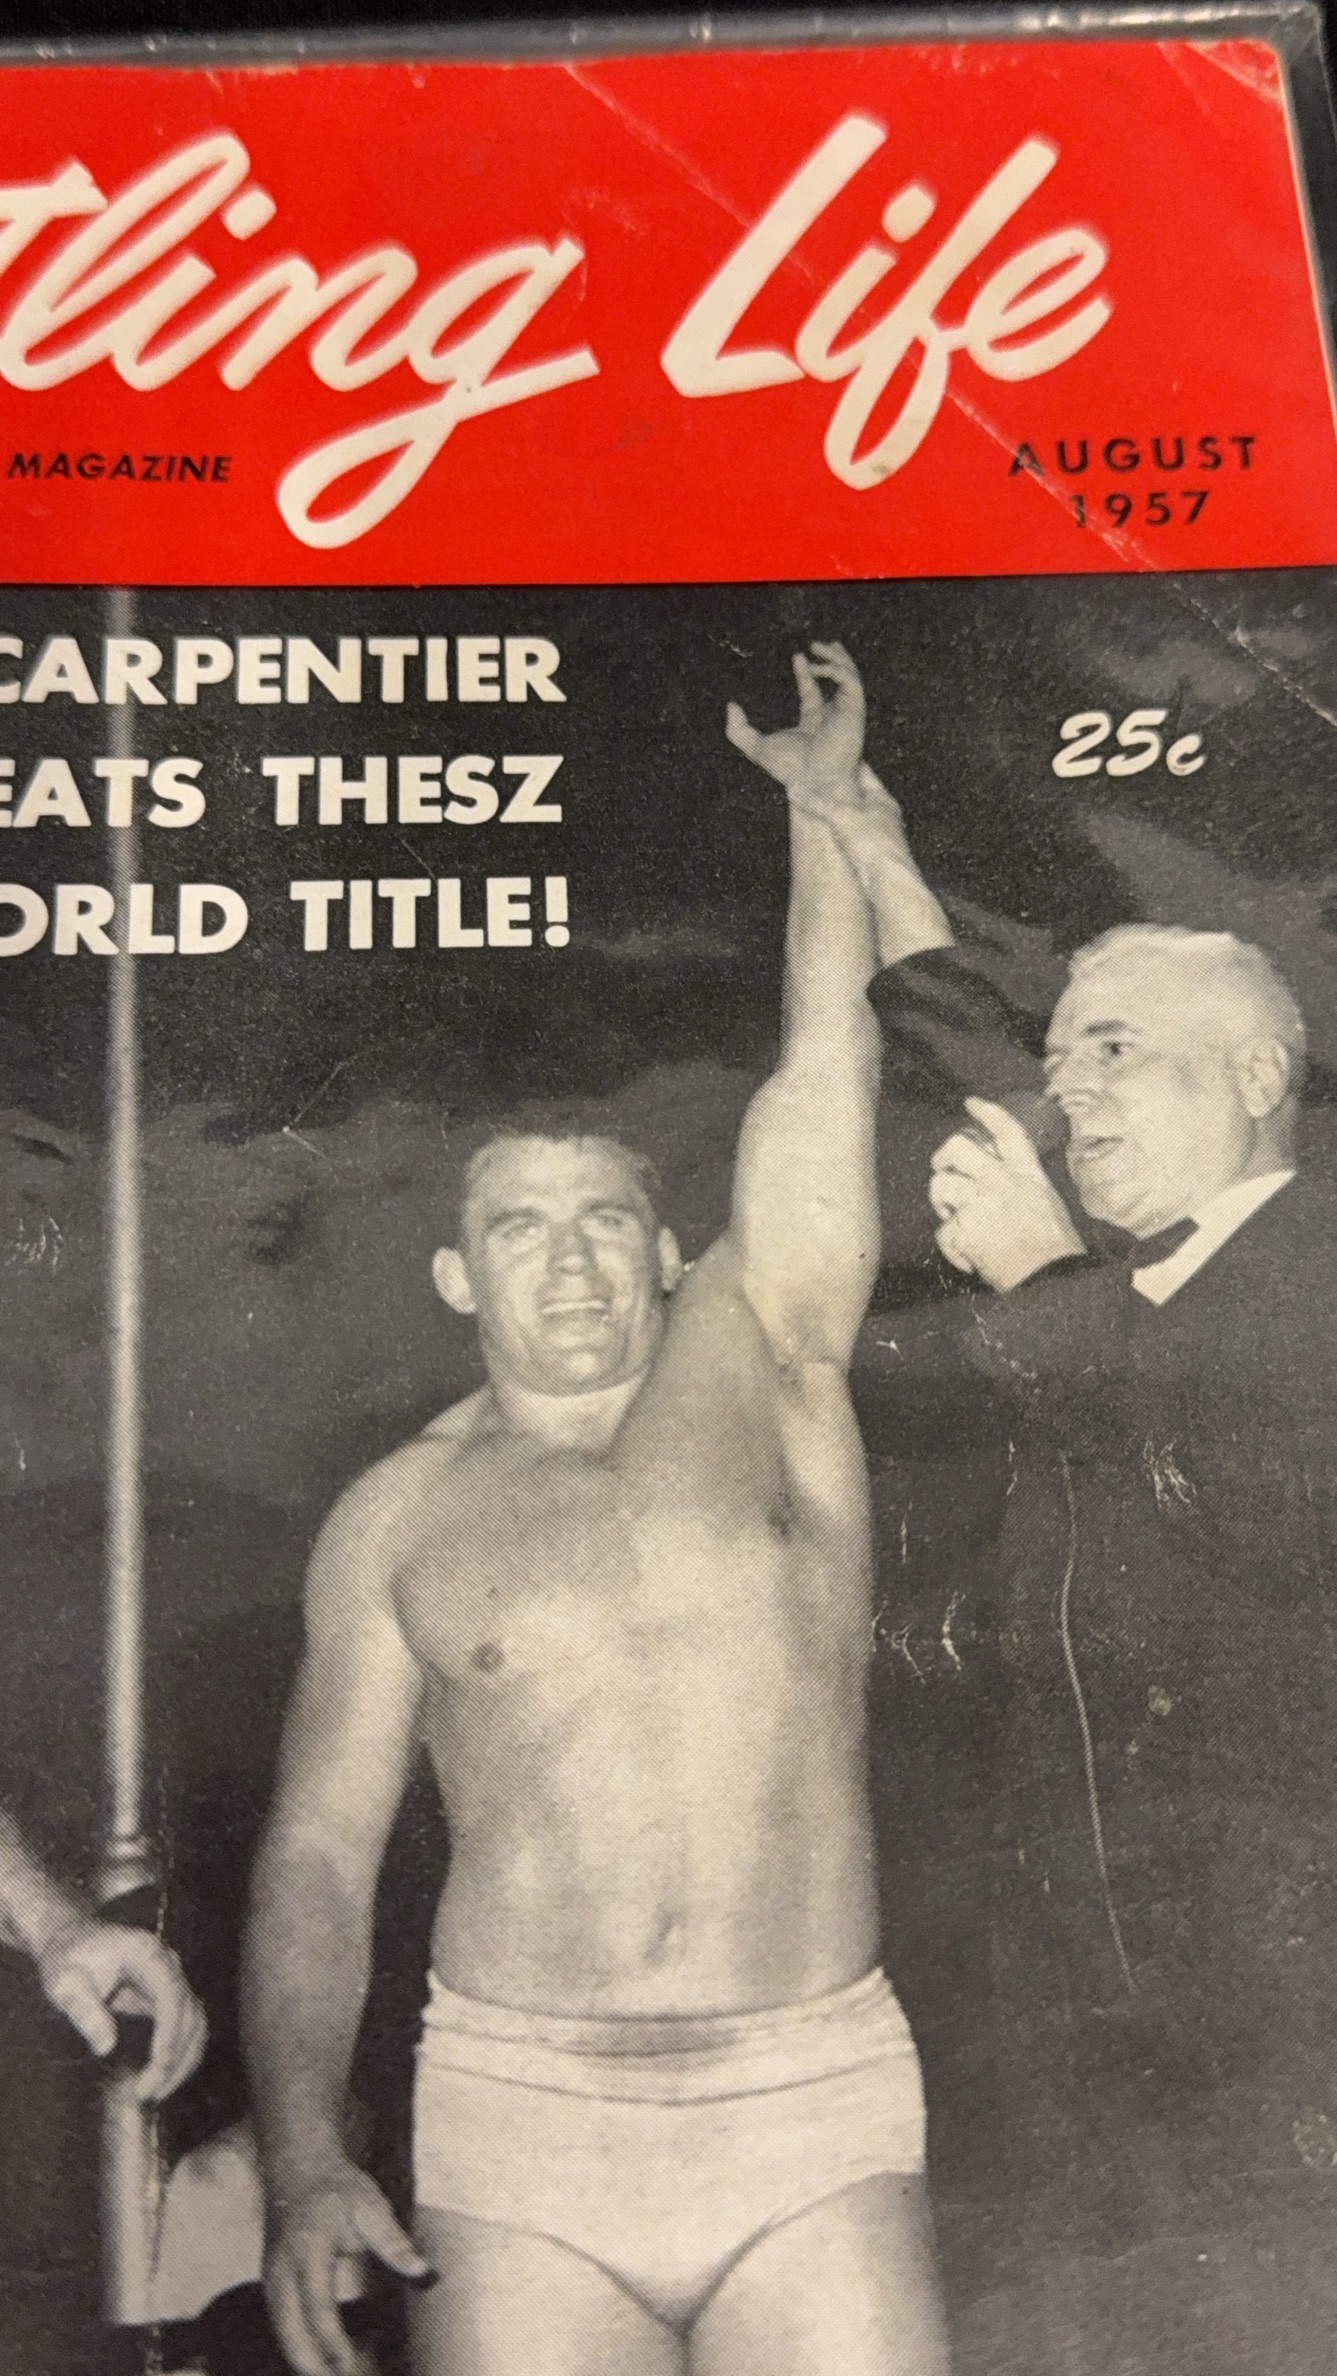 tling Life
MAGAZINE
AUGUST
1957
CARPENTIER
EATS THESZ
ORLD TITLE!
25c